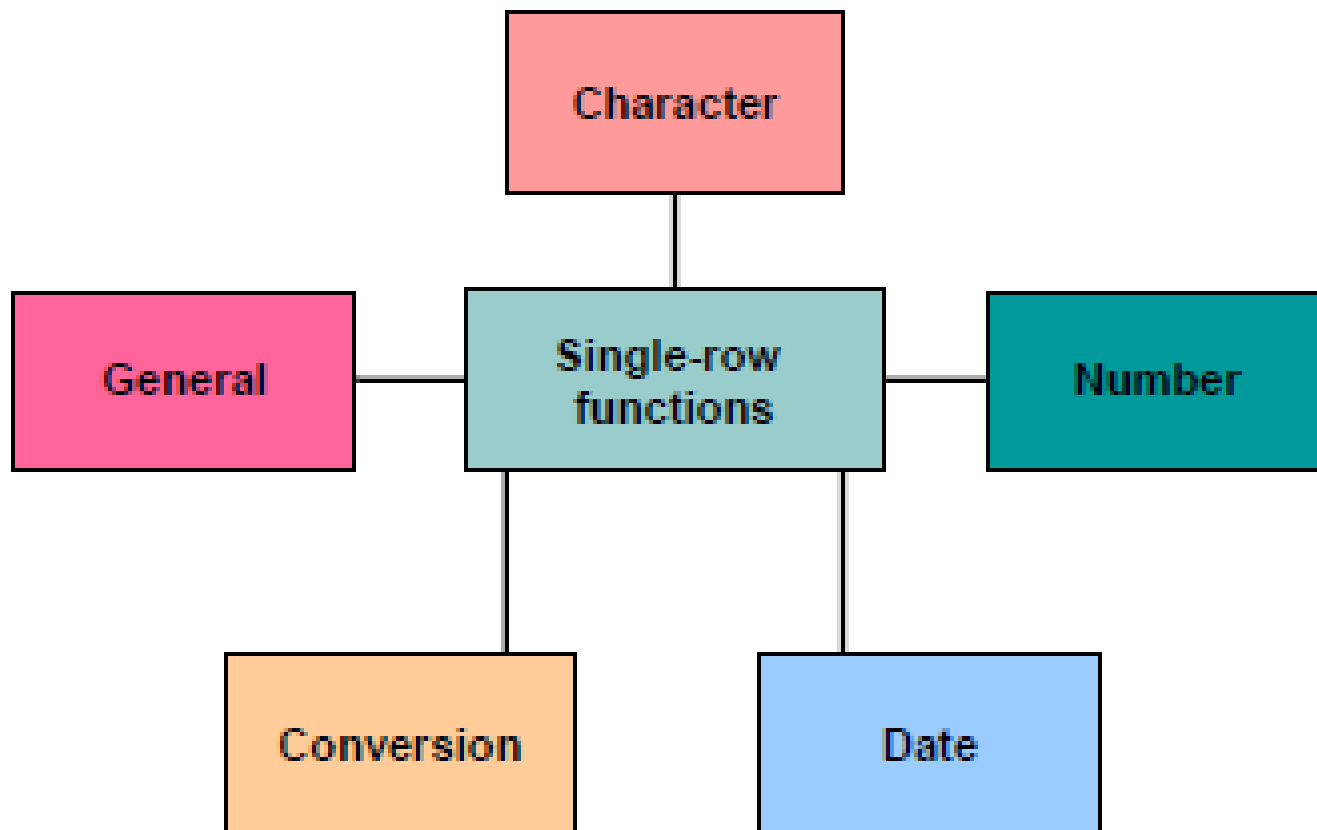 Character
General
Single-row
functions
Number
Conversion
Date